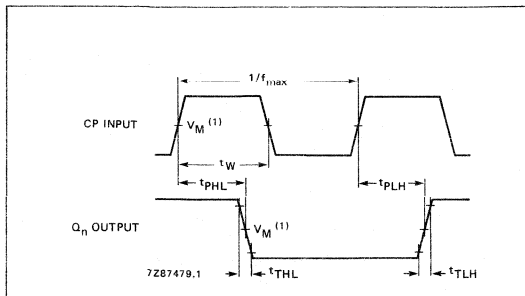 1/fmax
CP INPUT
VM (1)
tW
tPHL
tPLH
Qn OUTPUT
VM (1)
7Z87479.1
tTHL
tTLH